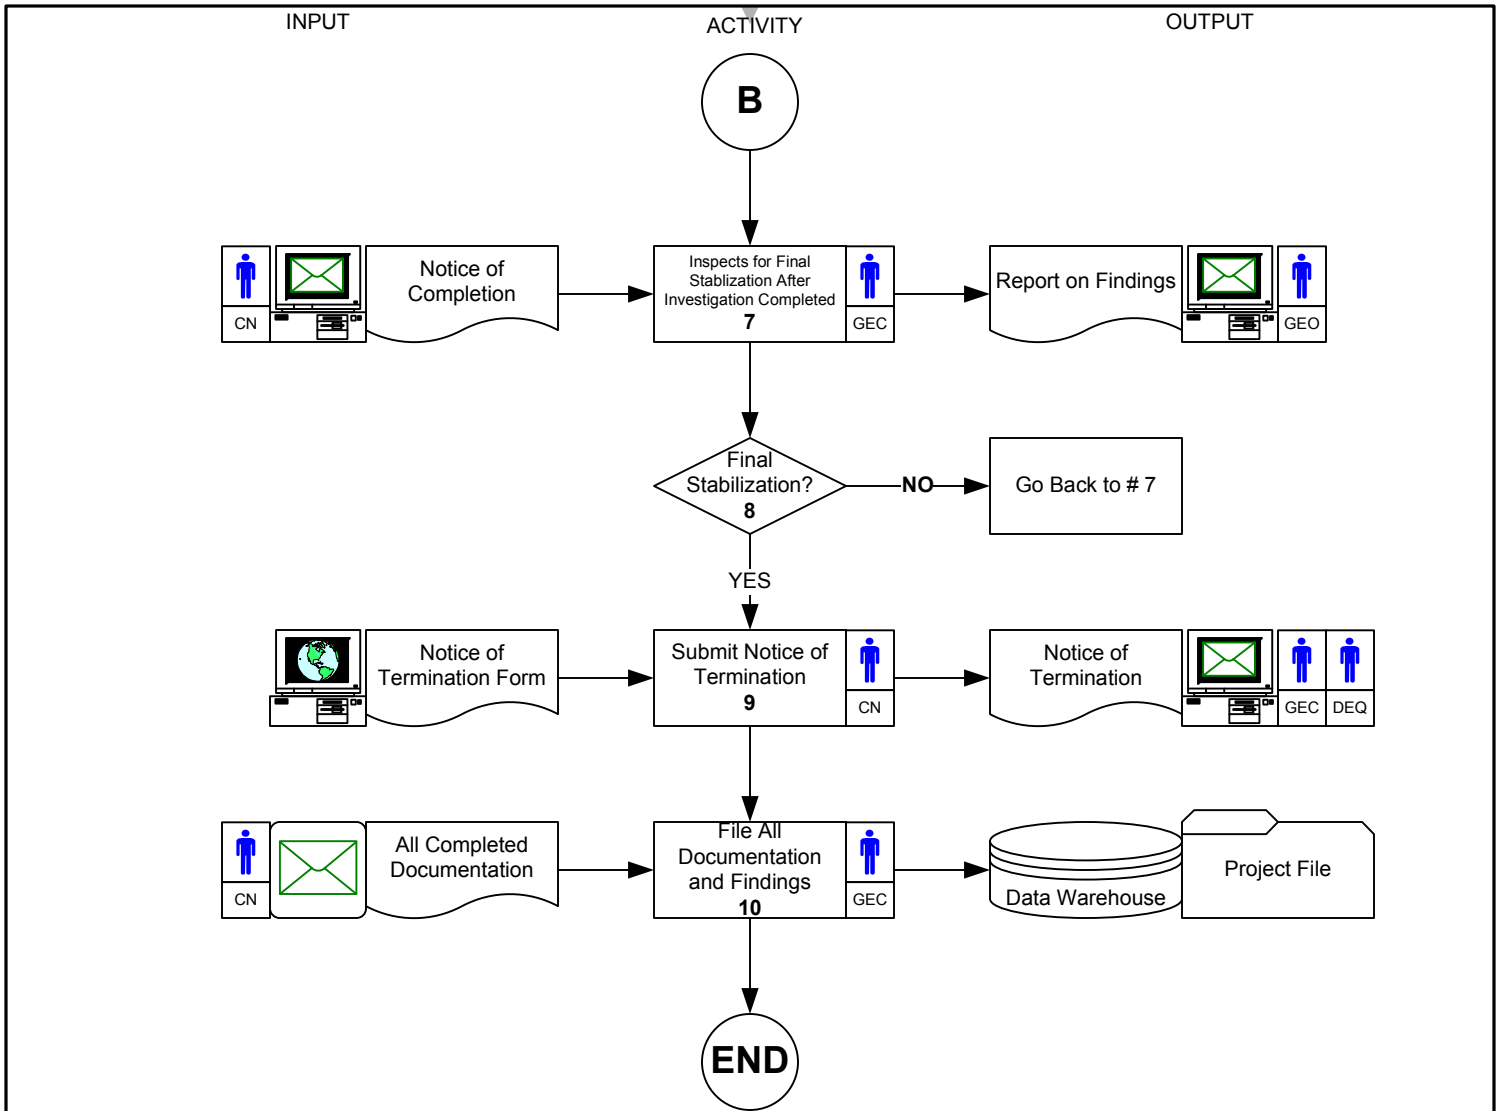 INPUT
ACTIVITY
OUTPUT
B
CN
Notice of
Completion
Inspects for Final
Stablization After
Investigation Completed
7
GEC
Report on Findings
GEO
Final
Stabilization?
8
NO
Go Back to # 7
YES
Notice of
Termination Form
Submit Notice of
Termination
9
CN
Notice of
Termination
GEC
DEQ
CN
All Completed
Documentation
File All
Documentation
and Findings
10
GEC
Data Warehouse
Project File
END